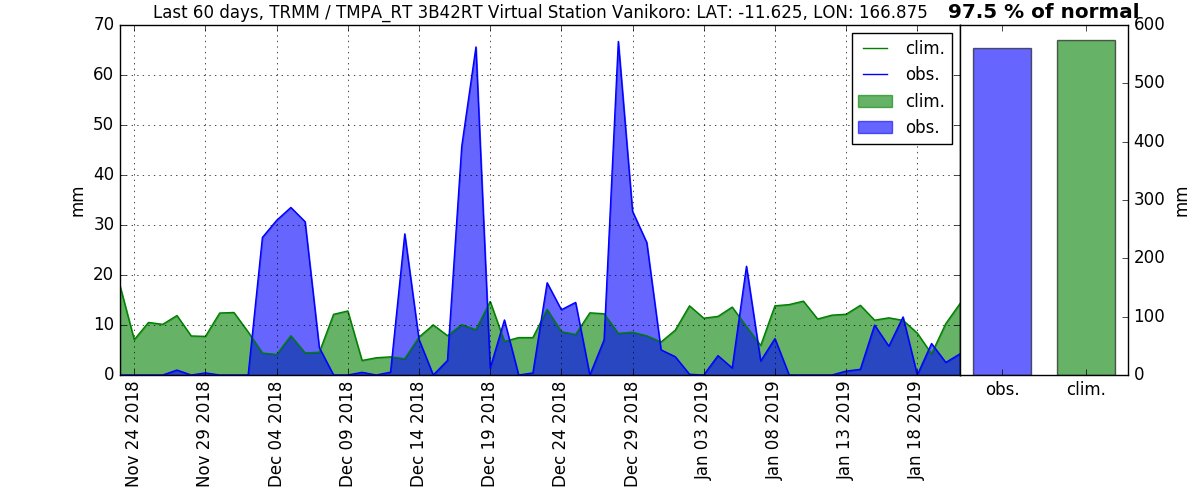 Last 60 days, TRMM / TMPA_RT 3B42RT Virtual Station Vanikoro: LAT: -11.625, LON: 166.875
97.5 % of normal
70
60
50
40
30
20
10
0
mm
clim.
obs.
clim.
obs.
600
500
400
300
200
100
0
mm
Nov 24 2018
Nov 29 2018
Dec 04 2018
Dec 09 2018
Dec 14 2018
Dec 19 2018
Dec 24 2018
Dec 29 2018
Jan 03 2019
Jan 08 2019
Jan 13 2019
Jan 18 2019
obs.
clim.